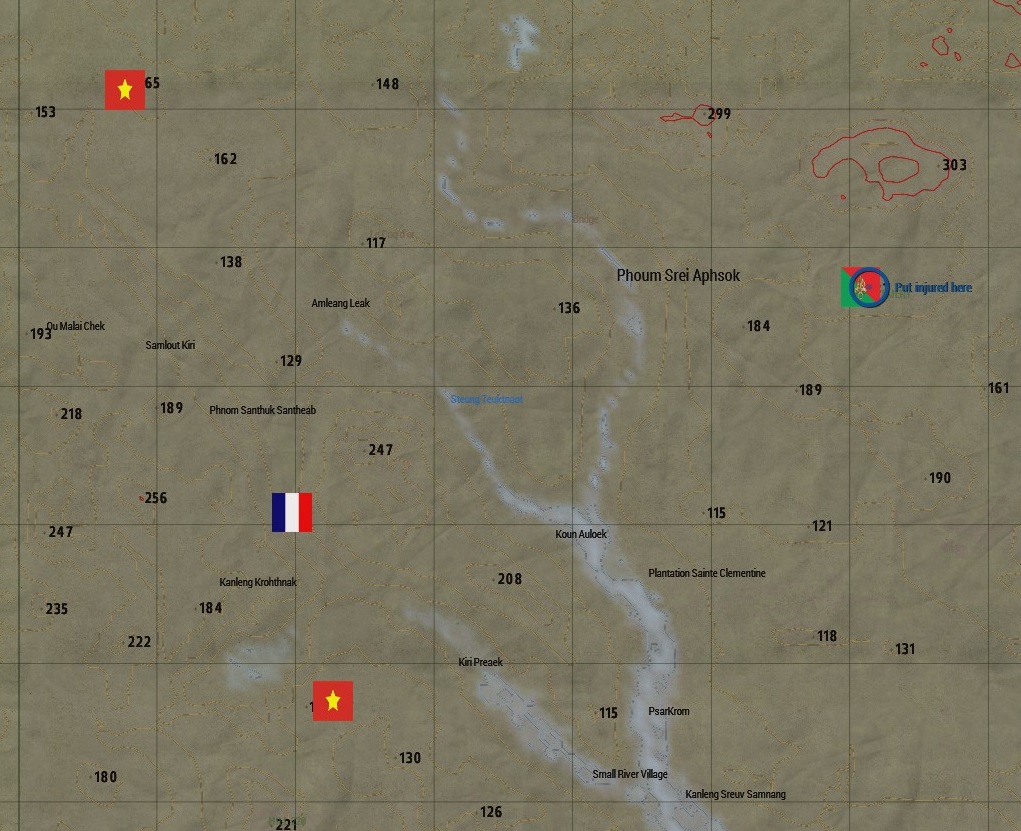 65
148
153
299
162
303
117
138
Phoum Srei Aphsok
Put injured here
Amleang Leak
136
184
Ou Malai Chek
193
Samlout Kiri
129
189
161
Steung Teuktnaot
218
189
Phnom Santhuk Santheab
247
190
256
115
121
247
Koun Auloek
Plantation Sainte Clementine
208
Kanleng Krohthnak
235
184
118
222
131
Kiri Preaek
115
PsarKrom
130
Small River Village
180
Kanleng Sreuv Samnang
126
221